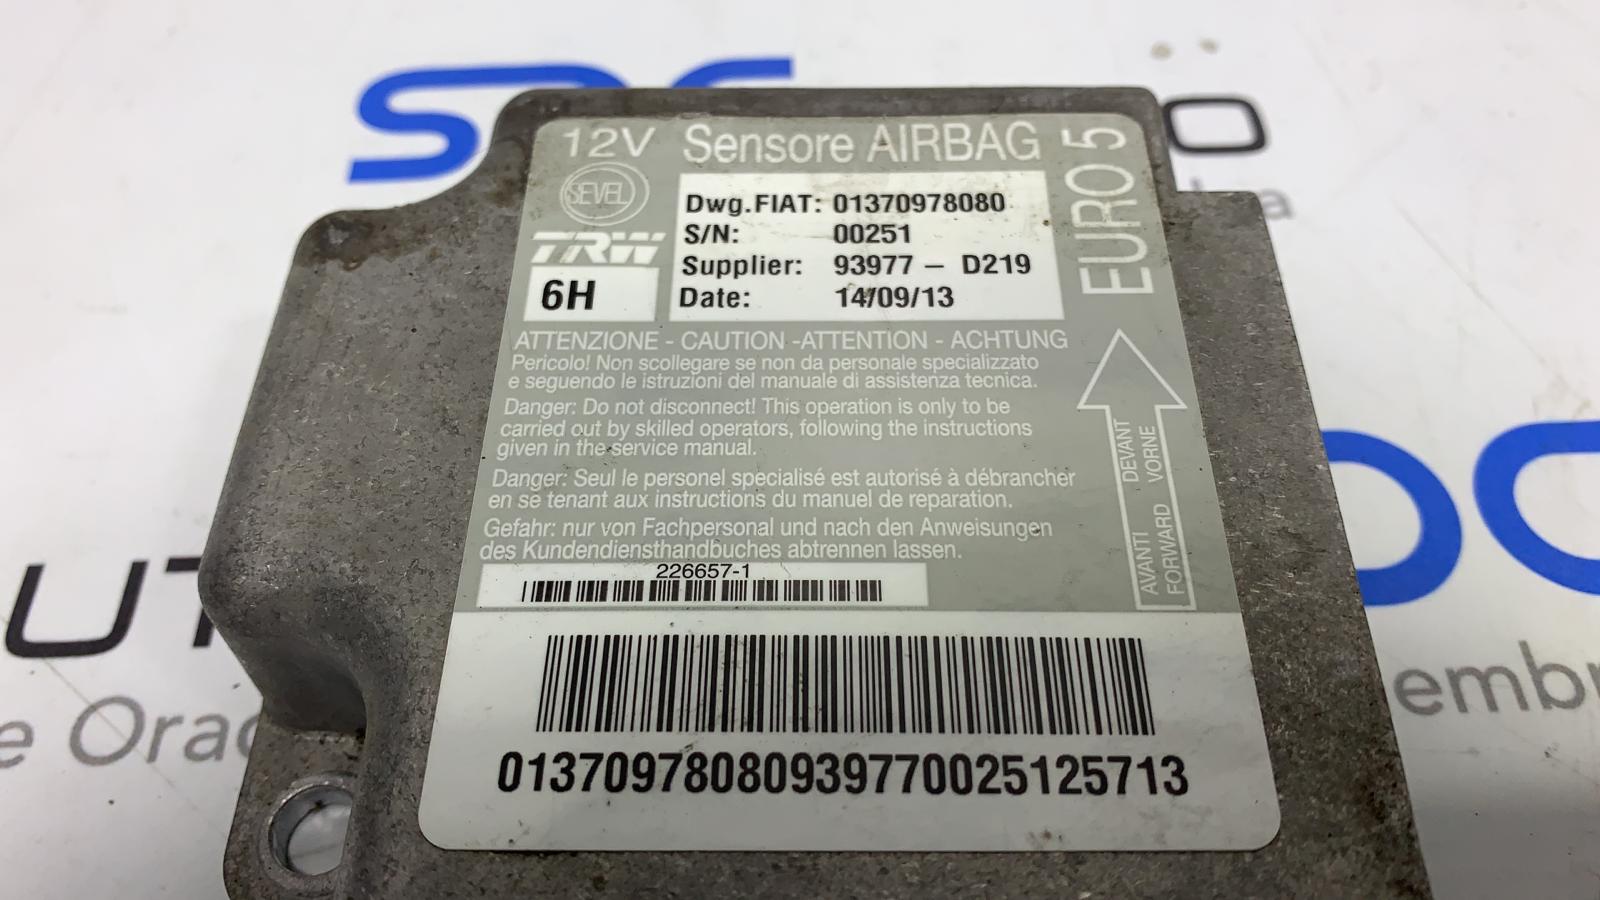 12V Sensore AIRBAG
EURO 5
SEVEL
TRW
6H
Dwg.FIAT: 01370978080
S/N: 00251
Supplier: 93977 – D219
Date: 14/09/13
ATTENZIONE - CAUTION -ATTENTION - ACHTUNG
Pericolo! Non scollegare se non da personale specializzato
e seguendo le istruzioni del manuale di assistenza tecnica.
Danger: Do not disconnect! This operation is only to be
carried out by skilled operators, following the instructions
given in the service manual.
Danger: Seul le personel specialisé est autorisé à débrancher
en se tenant aux instructions du manuel de reparation.
Gefahr: nur von Fachpersonal und nach den Anweisungen
des Kundendiensthandbuches abtrennen lassen.
AVANTI DEVANT
FORWARD VORNE
226657-1
01370978080939770025125713